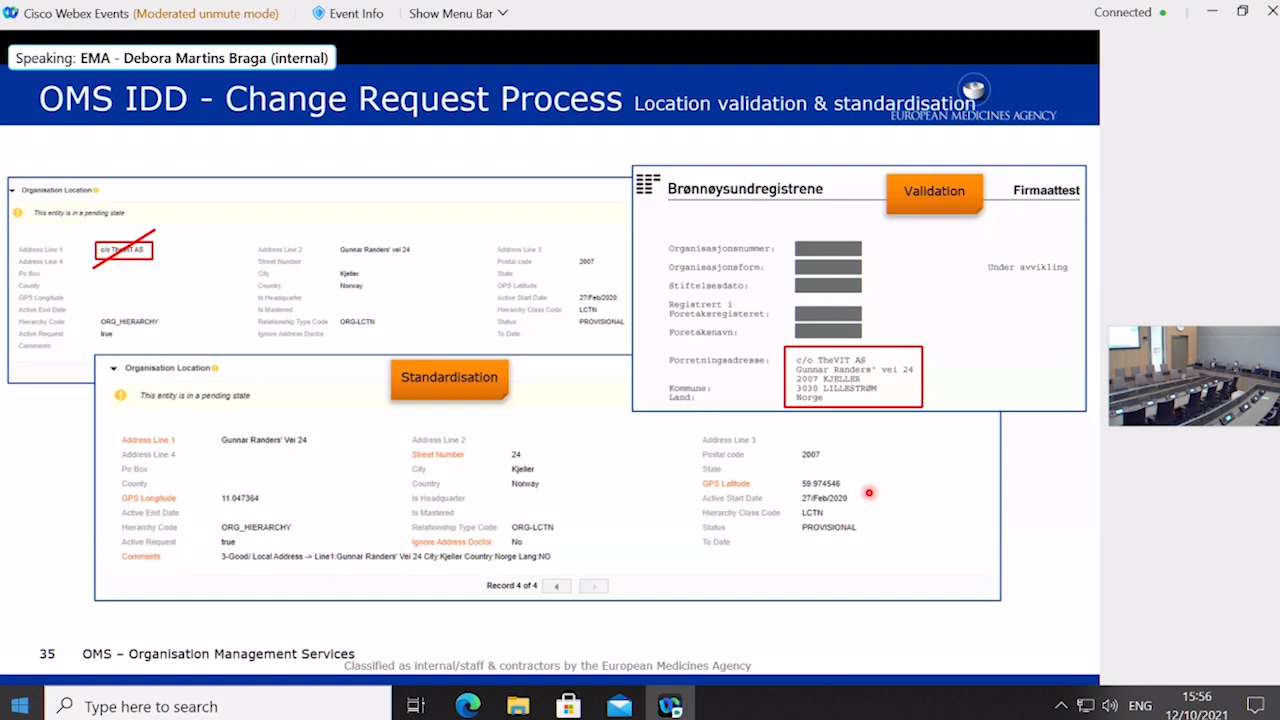 Cisco Webex Events (Moderated unmute mode) Event Info Show Menu Bar Connected
Speaking: EMA - Debora Martins Braga (internal)
OMS IDD - Change Request Process Location validation & standardisation
EUROPEAN MEDICINES AGENCY
Organisation Location
This entity is in a pending state
Address Line 1 c/o TheVIT AS Address Line 2 Gunnar Randers' vei 24 Address Line 3
Address Line 4 Street Number Postal code 2007
Po Box City Kjeller State
County Country Norway GPS Latitude
GPS Longitude Is Headquarter Active Start Date 27/Feb/2020
Active End Date Is Mastered Hierarchy Class Code LCTN
Hierarchy Code ORG_HIERARCHY Relationship Type Code ORG-LCTN Status PROVISIONAL
Active Request true Ignore Address Doctor To Date
Comments
Brønnøysundregistrene Validation Firmaattest
Organisasjonsnummer:
Organisasjonsform: Under avvikling
Stiftelsesdato:
Registrert i
Foretaksregisteret:
Foretaksnavn:
Forretningsadresse: c/o TheVIT AS
Gunnar Randers' vei 24
2007 KJELLER
Kommune: 3030 LILLESTRØM
Land: Norge
Organisation Location
Standardisation
This entity is in a pending state
Address Line 1 Gunnar Randers' Vei 24 Address Line 2 Address Line 3
Address Line 4 Street Number 24 Postal code 2007
Po Box City Kjeller State
County Country Norway GPS Latitude 59.974546
GPS Longitude 11.047364 Is Headquarter Active Start Date 27/Feb/2020
Active End Date Is Mastered Hierarchy Class Code LCTN
Hierarchy Code ORG_HIERARCHY Relationship Type Code ORG-LCTN Status PROVISIONAL
Active Request true Ignore Address Doctor No To Date
Comments 3-Good/ Local Address -> Line1:Gunnar Randers' Vei 24 City:Kjeller Country:Norge Lang:NO
Record 4 of 4
35 OMS – Organisation Management Services
Classified as internal/staff & contractors by the European Medicines Agency
Type here to search ENG 15:56
12/10/2021